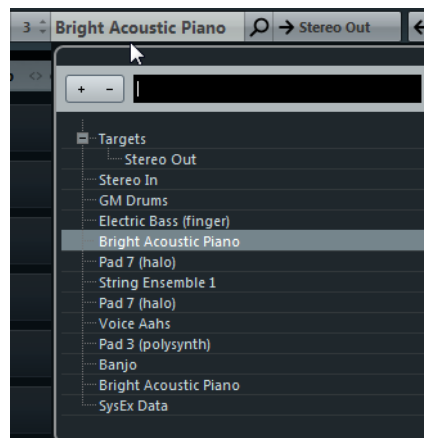 3 Bright Acoustic Piano → Stereo Out
+ -
Targets
Stereo Out
Stereo In
GM Drums
Electric Bass (finger)
Bright Acoustic Piano
Pad 7 (halo)
String Ensemble 1
Pad 7 (halo)
Voice Aahs
Pad 3 (polysynth)
Banjo
Bright Acoustic Piano
SysEx Data